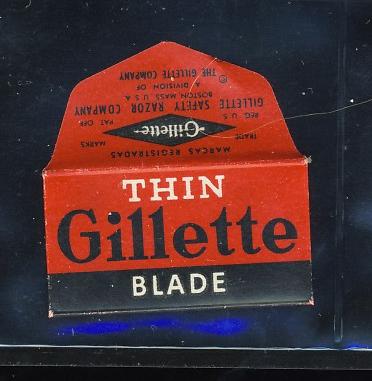 MARCAS REGISTRADAS
TRADE Gillette MARKS
REG. U.S. PAT. OFF.
GILLETTE SAFETY RAZOR COMPANY
BOSTON, MASS. U.S.A.
A DIVISION OF
© THE GILLETTE COMPANY
THIN
Gillette
BLADE